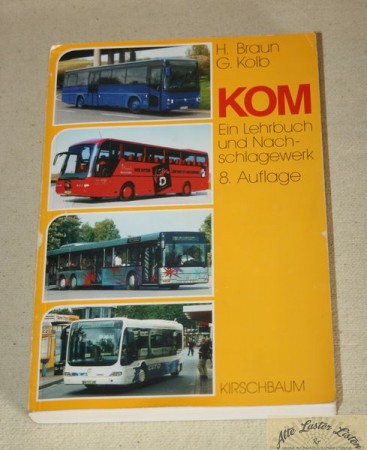 H. Braun
G. Kolb
KOM
Ein Lehrbuch
und Nach-
schlagewerk
8. Auflage
KIRSCHBAUM
Alte Laster Listen